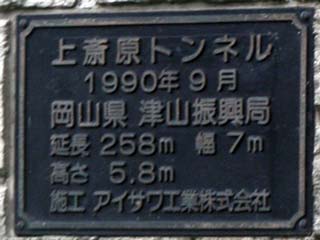 上斎原トンネル
1990年9月
岡山県 津山振興局
延長 258m 幅 7m
高さ 5.8m
施工 アイサワ工業株式会社